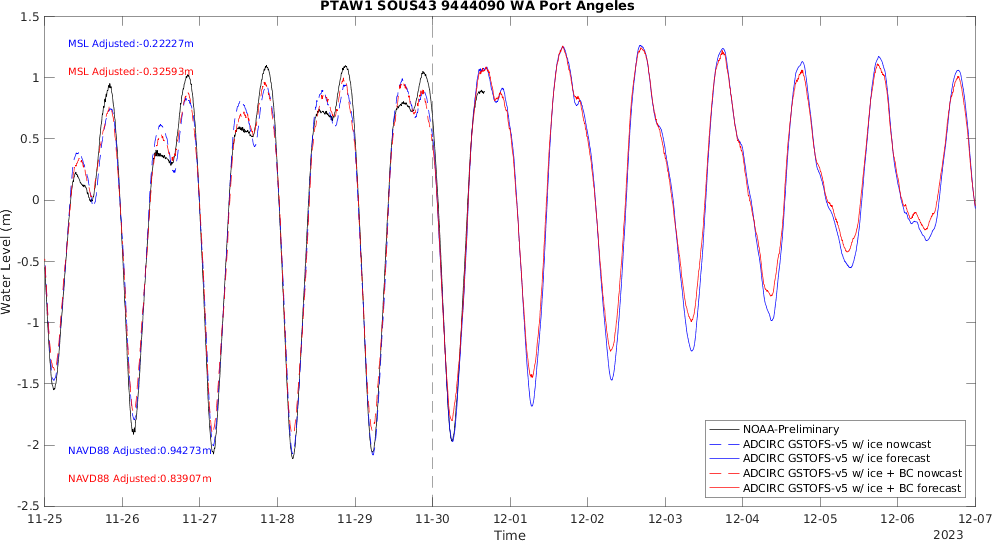 PTAW1 SOUS43 9444090 WA Port Angeles
1.5
1
0.5
0
-0.5
-1
-1.5
-2
-2.5
Water Level (m)
MSL Adjusted:-0.22227m
MSL Adjusted:-0.32593m
NAVD88 Adjusted:0.94273m
NAVD88 Adjusted:0.83907m
NOAA-Preliminary
ADCIRC GSTOFS-v5 w/ ice nowcast
ADCIRC GSTOFS-v5 w/ ice forecast
ADCIRC GSTOFS-v5 w/ ice + BC nowcast
ADCIRC GSTOFS-v5 w/ ice + BC forecast
11-25 11-26 11-27 11-28 11-29 11-30 12-01 12-02 12-03 12-04 12-05 12-06 12-07
Time
2023